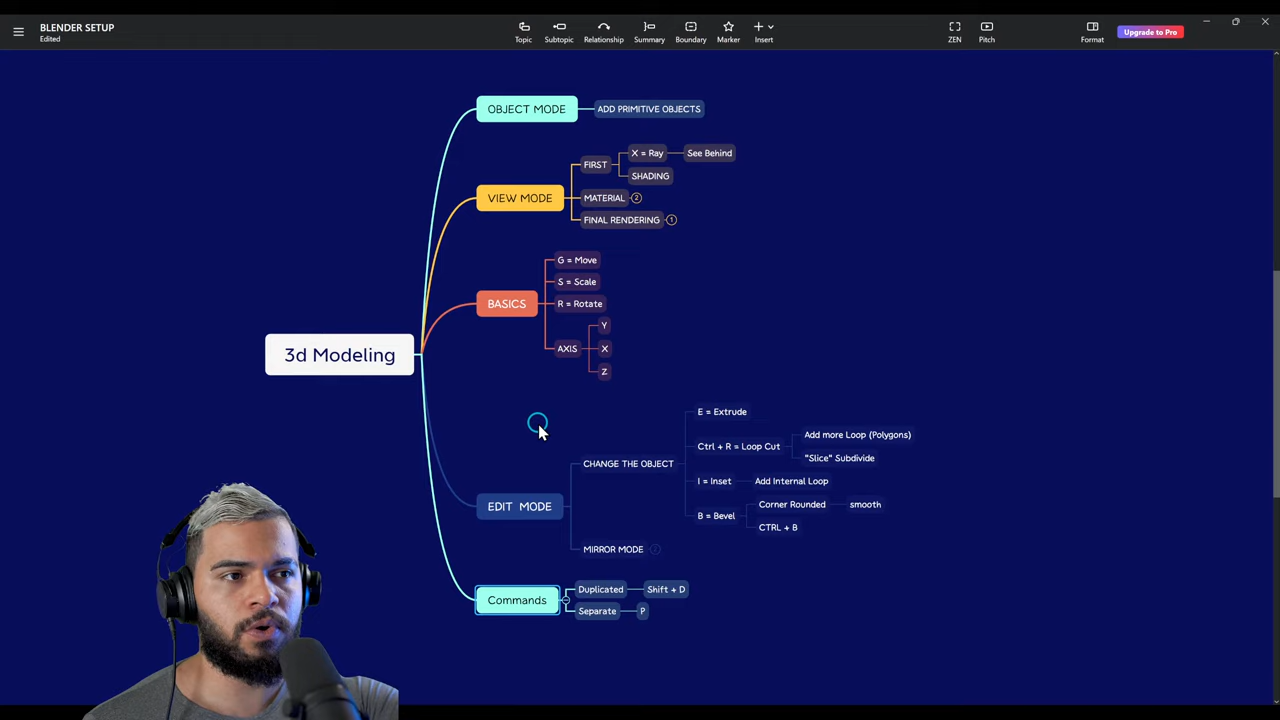 BLENDER SETUP
Edited
Topic
Subtopic
Relationship
Summary
Boundary
Marker
Insert
ZEN
Pitch
Format
Upgrade to Pro
3d Modeling
OBJECT MODE
ADD PRIMITIVE OBJECTS
VIEW MODE
FIRST
X = Ray
See Behind
SHADING
MATERIAL 2
FINAL RENDERING 1
BASICS
G = Move
S = Scale
R = Rotate
AXIS
Y
X
Z
EDIT MODE
CHANGE THE OBJECT
E = Extrude
Ctrl + R = Loop Cut
Add more Loop (Polygons)
"Slice" Subdivide
I = Inset
Add Internal Loop
B = Bevel
Corner Rounded
smooth
CTRL + B
MIRROR MODE
Commands
Duplicated
Shift + D
Separate
P